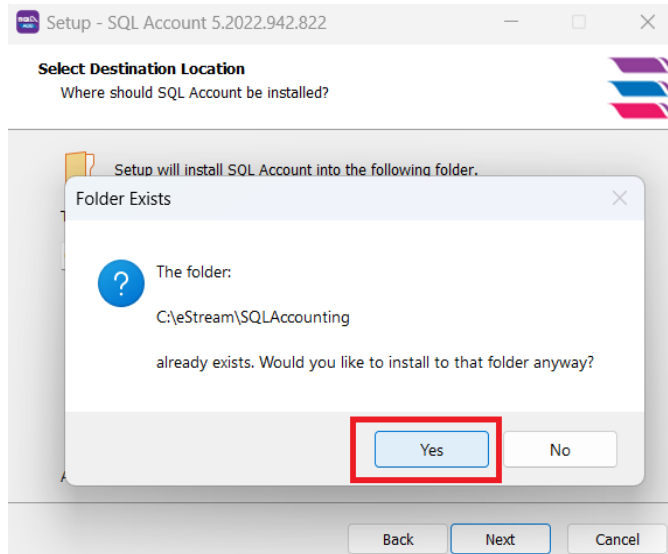 Setup - SQL Account 5.2022.942.822
Select Destination Location
Where should SQL Account be installed?
Setup will install SQL Account into the following folder.
Folder Exists
The folder:
C:\eStream\SQLAccounting
already exists. Would you like to install to that folder anyway?
Yes
No
Back
Next
Cancel